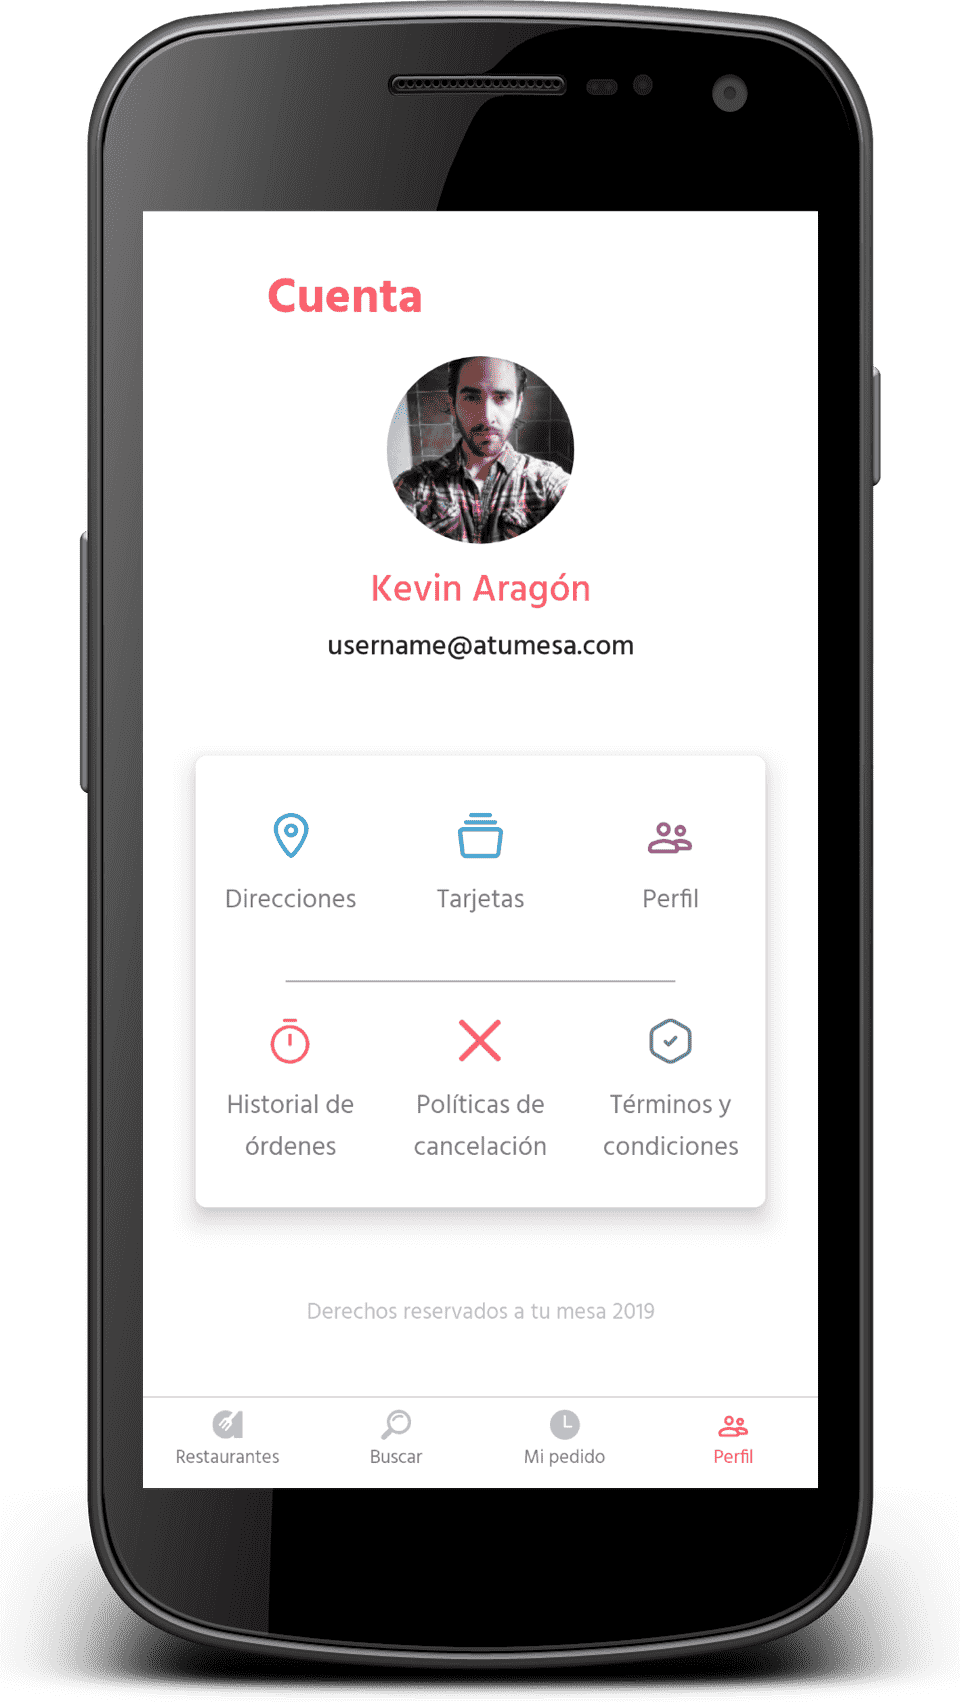 Cuenta
Kevin Aragón
username@atumesa.com
Direcciones Tarjetas Perfil
Historial de órdenes
Políticas de cancelación
Términos y condiciones
Derechos reservados a tu mesa 2019
Restaurantes Buscar Mi pedido Perfil